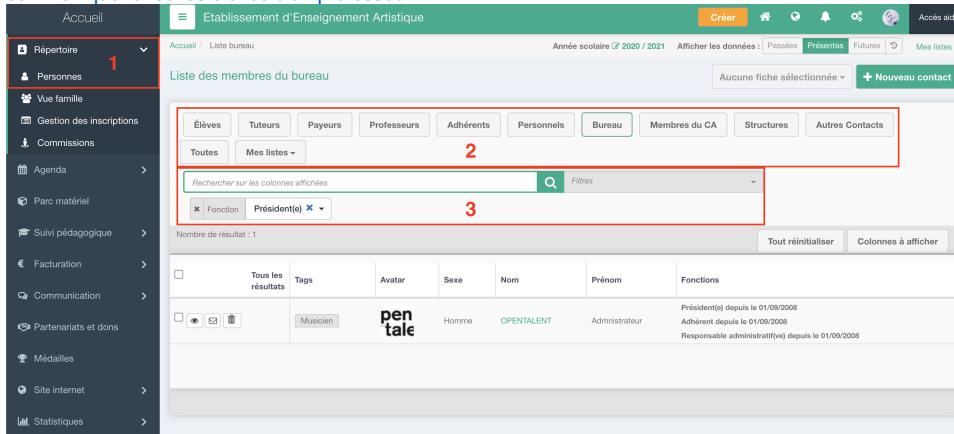 Accueil
Etablissement d'Enseignement Artistique
Créer
Accès aid
Répertoire
1
Personnes
Vue famille
Gestion des inscriptions
Commissions
Agenda
Parc matériel
Suivi pédagogique
Facturation
Communication
Partenariats et dons
Médailles
Site internet
Statistiques
Accueil / Liste bureau
Année scolaire 2020 / 2021 Afficher les données : Passées Présentes Futures Mes listes
Liste des membres du bureau
Aucune fiche sélectionnée
+ Nouveau contact
Élèves Tuteurs Payeurs Professeurs Adhérents Personnels Bureau Membres du CA Structures Autres Contacts
Toutes Mes listes
2
Rechercher sur les colonnes affichées
Filtres
× Fonction Président(e) ×
3
Nombre de résultat : 1
Tout réinitialiser Colonnes à afficher
Tous les résultats Tags Avatar Sexe Nom Prénom Fonctions
Musicien
pen
tale
Homme OPENTALENT Admnistrateur
Président(e) depuis le 01/09/2008
Adhérent depuis le 01/09/2008
Responsable administratif(ve) depuis le 01/09/2008